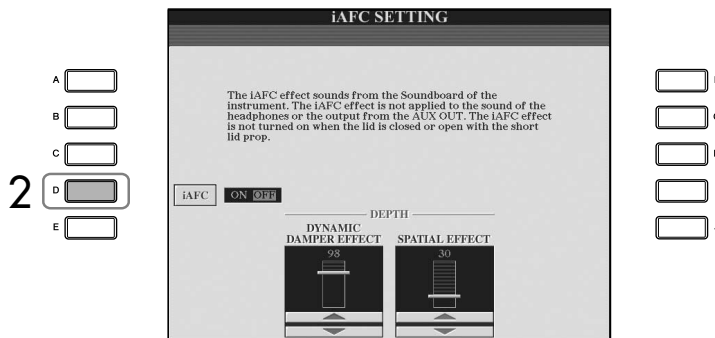 iAFC SETTING
The iAFC effect sounds from the Soundboard of the
instrument. The iAFC effect is not applied to the sound of the
headphones or the output from the AUX OUT. The iAFC effect
is not turned on when the lid is closed or open with the short
lid prop.
A
B
C
2 D
E
iAFC ON OFF
DEPTH
DYNAMIC
DAMPER EFFECT
98
SPATIAL EFFECT
30